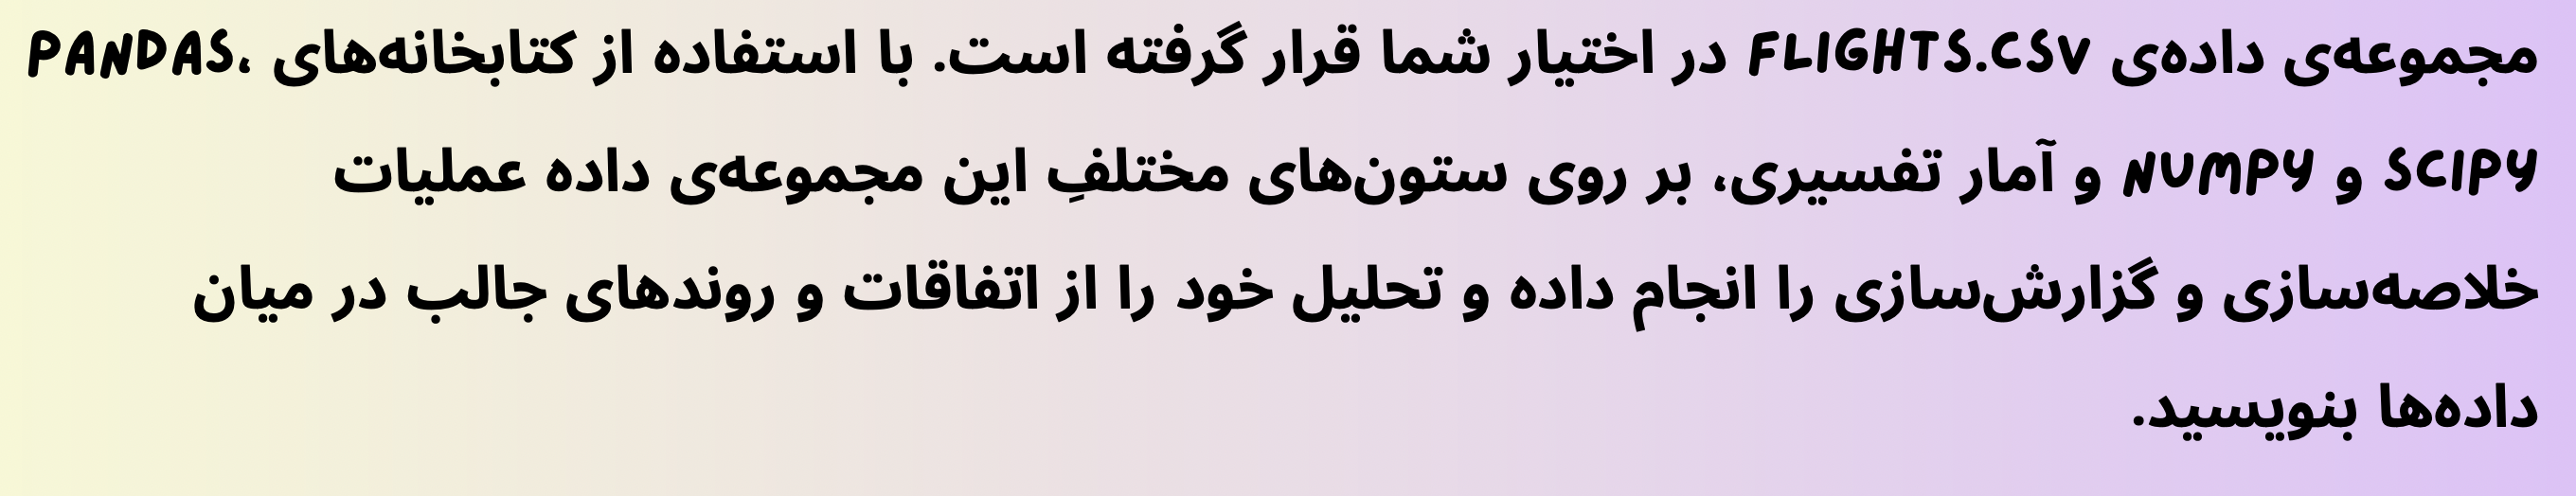 مجموعه‌ی داده‌ی FLIGHTS.CSV در اختیار شما قرار گرفته است. با استفاده از کتابخانه‌های PANDAS،
SCIPY و NUMPY و آمار تفسیری، بر روی ستون‌های مختلفِ این مجموعه‌ی داده عملیات
خلاصه‌سازی و گزارش‌سازی را انجام داده و تحلیل خود را از اتفاقات و روندهای جالب در میان
داده‌ها بنویسید.